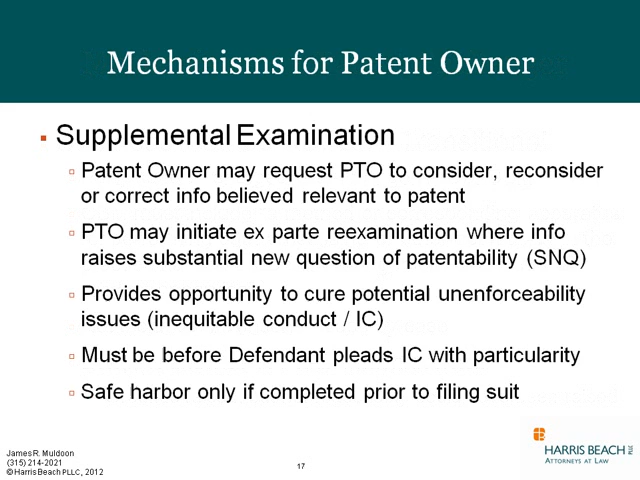 Mechanisms for Patent Owner
Supplemental Examination
Patent Owner may request PTO to consider, reconsider
or correct info believed relevant to patent
PTO may initiate ex parte reexamination where info
raises substantial new question of patentability (SNQ)
Provides opportunity to cure potential unenforceability
issues (inequitable conduct / IC)
Must be before Defendant pleads IC with particularity
Safe harbor only if completed prior to filing suit
James R. Muldoon
(315) 214-2021
© Harris Beach PLLC, 2012
17
HARRIS BEACH PLLC
ATTORNEYS AT LAW